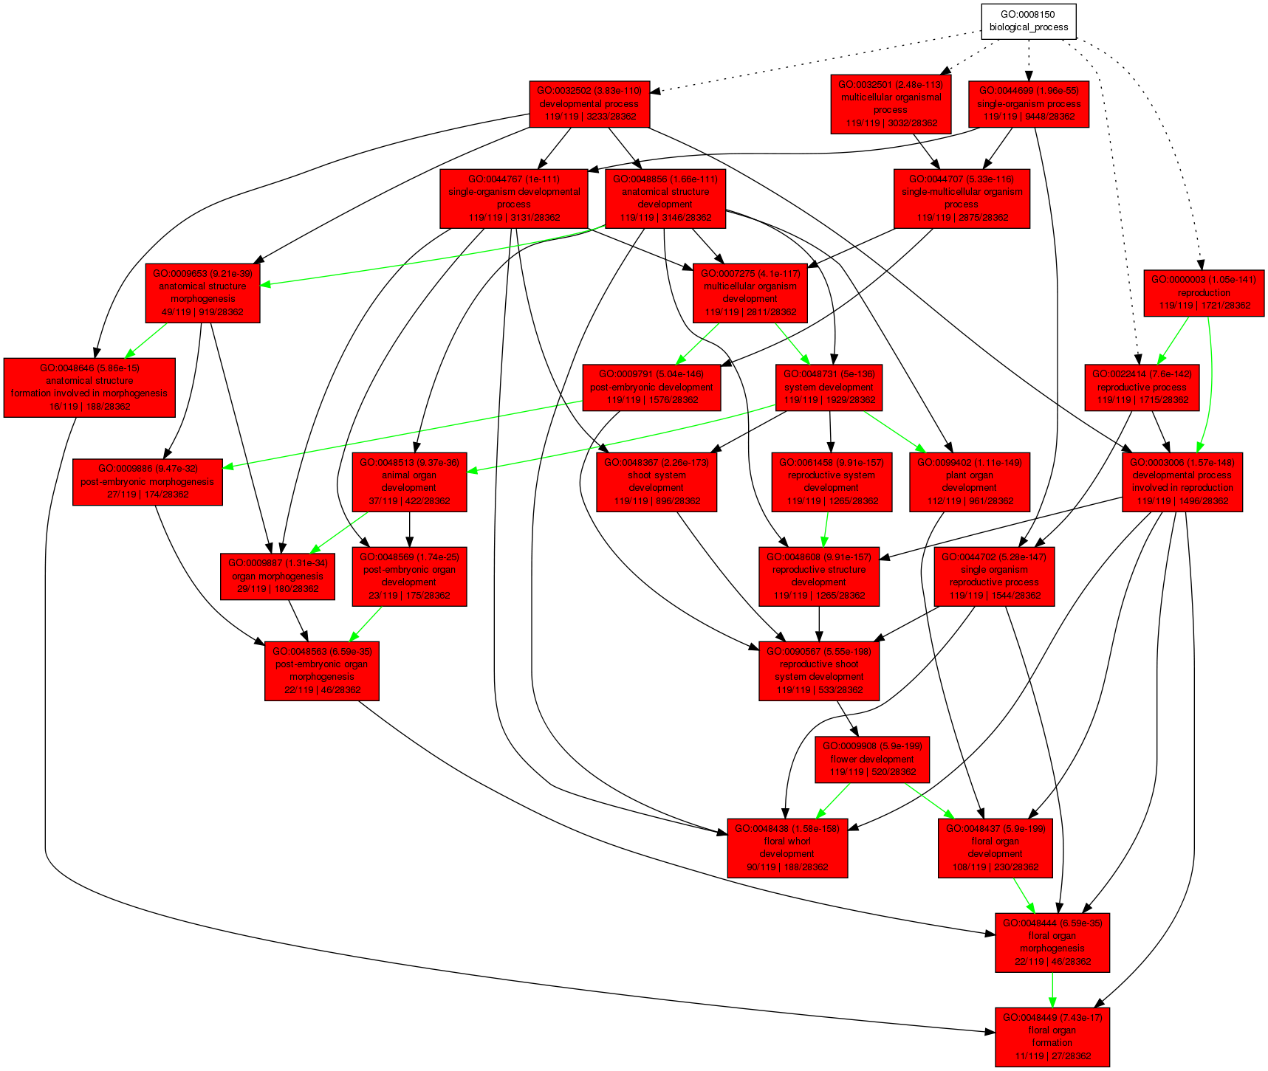 GO:0008150
biological_process
GO:0032502 (3.83e-110)
developmental process
119/119 | 3233/28362
GO:0032501 (2.48e-113)
multicellular organismal
process
119/119 | 3032/28362
GO:0044699 (1.96e-55)
single-organism process
119/119 | 9448/28362
GO:0044767 (1e-111)
single-organism developmental
process
119/119 | 3131/28362
GO:0048856 (1.66e-111)
anatomical structure
development
119/119 | 3146/28362
GO:0044707 (5.33e-116)
single-multicellular organism
process
119/119 | 2875/28362
GO:0009653 (9.21e-39)
anatomical structure
morphogenesis
49/119 | 919/28362
GO:0007275 (4.1e-117)
multicellular organism
development
119/119 | 2811/28362
GO:0000003 (1.05e-141)
reproduction
119/119 | 1721/28362
GO:0048646 (5.66e-15)
anatomical structure
formation involved in morphogenesis
16/119 | 188/28362
GO:0009791 (5.04e-146)
post-embryonic development
119/119 | 1576/28362
GO:0048731 (5e-136)
system development
119/119 | 1929/28362
GO:0022414 (7.6e-142)
reproductive process
119/119 | 1715/28362
GO:0009886 (9.47e-32)
post-embryonic morphogenesis
27/119 | 174/28362
GO:0048513 (9.37e-36)
animal organ
development
37/119 | 422/28362
GO:0048367 (2.26e-173)
shoot system
development
119/119 | 896/28362
GO:0061458 (9.91e-157)
reproductive system
development
119/119 | 1265/28362
GO:0099402 (1.11e-149)
plant organ
development
112/119 | 961/28362
GO:0003006 (1.57e-148)
developmental process
involved in reproduction
119/119 | 1496/28362
GO:0009887 (1.31e-34)
organ morphogenesis
29/119 | 180/28362
GO:0048569 (1.74e-25)
post-embryonic organ
development
23/119 | 175/28362
GO:0048608 (9.91e-157)
reproductive structure
development
119/119 | 1265/28362
GO:0044702 (5.28e-147)
single organism
reproductive process
119/119 | 1544/28362
GO:0048563 (6.59e-35)
post-embryonic organ
morphogenesis
22/119 | 46/28362
GO:0090567 (5.55e-198)
reproductive shoot
system development
119/119 | 533/28362
GO:0009908 (5.9e-199)
flower development
119/119 | 520/28362
GO:0048438 (1.58e-158)
floral whorl
development
90/119 | 188/28362
GO:0048437 (5.9e-199)
floral organ
development
108/119 | 230/28362
GO:0048444 (6.59e-35)
floral organ
morphogenesis
22/119 | 46/28362
GO:0048449 (7.43e-17)
floral organ
formation
11/119 | 27/28362